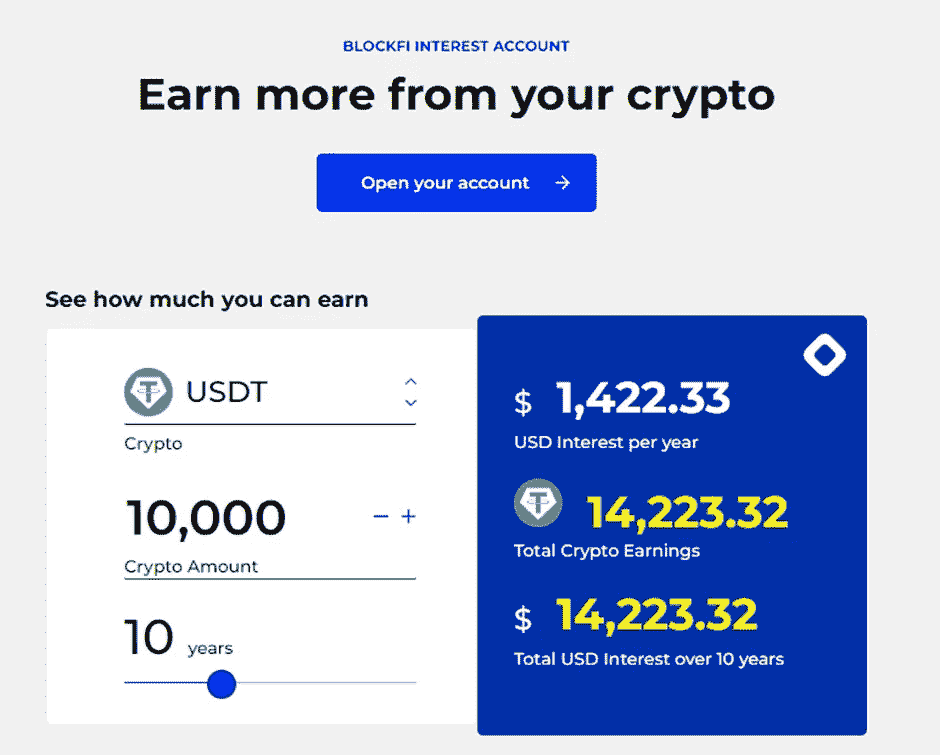 BLOCKFI INTEREST ACCOUNT
Earn more from your crypto
Open your account
See how much you can earn
USDT
Crypto
10,000
Crypto Amount
10 years
$ 1,422.33
USD Interest per year
14,223.32
Total Crypto Earnings
$ 14,223.32
Total USD Interest over 10 years